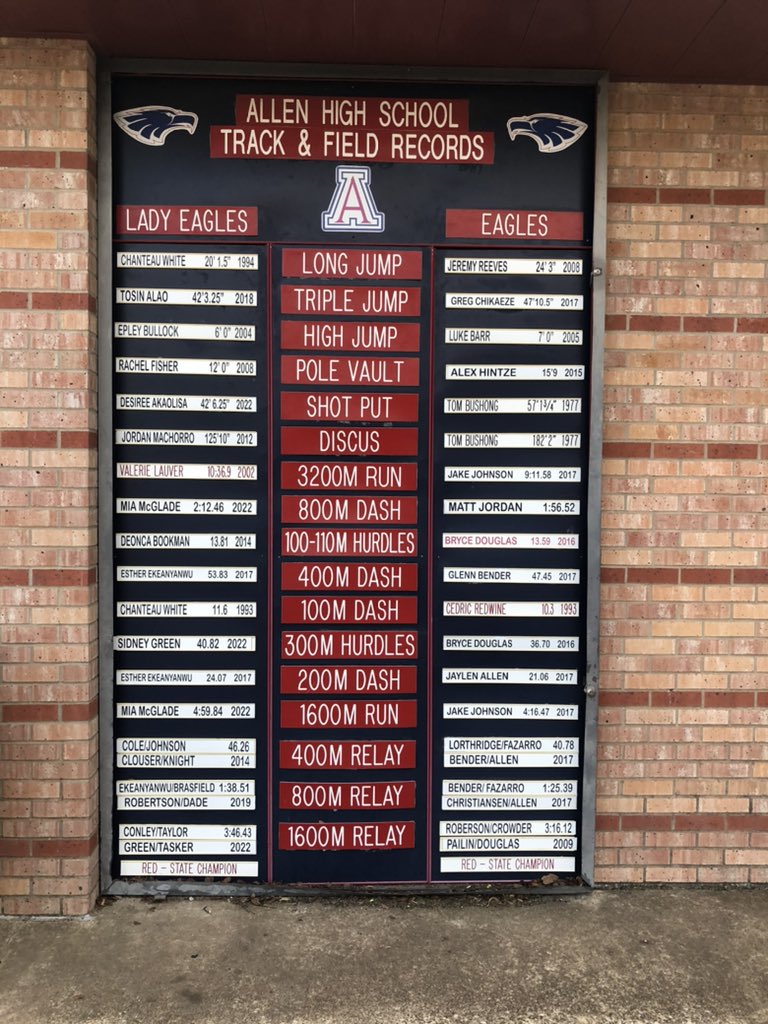 ALLEN HIGH SCHOOL
TRACK & FIELD RECORDS
A
LADY EAGLES EAGLES
CHANTEAU WHITE 20' 1.5" 1994 LONG JUMP JEREMY REEVES 24' 3" 2008
TOSIN ALAO 42'3.25" 2018 TRIPLE JUMP GREG CHIKAEZE 47'10.5" 2017
EPLEY BULLOCK 6' 0" 2004 HIGH JUMP LUKE BARR 7' 0" 2005
RACHEL FISHER 12' 0" 2008 POLE VAULT ALEX HINTZE 15'9 2015
DESIREE AKAOLISA 42' 6.25" 2022 SHOT PUT TOM BUSHONG 57'1¾" 1977
JORDAN MACHORRO 125'10" 2012 DISCUS TOM BUSHONG 182'2" 1977
VALERIE LAUVER 10:36.9 2002 3200M RUN JAKE JOHNSON 9:11.58 2017
MIA McGLADE 2:12.46 2022 800M DASH MATT JORDAN 1:56.52
DEONCA BOOKMAN 13.81 2014 100-110M HURDLES BRYCE DOUGLAS 13.59 2016
ESTHER EKEANYANWU 53.83 2017 400M DASH GLENN BENDER 47.45 2017
CHANTEAU WHITE 11.6 1993 100M DASH CEDRIC REDWINE 10.3 1993
SIDNEY GREEN 40.82 2022 300M HURDLES BRYCE DOUGLAS 36.70 2016
ESTHER EKEANYANWU 24.07 2017 200M DASH JAYLEN ALLEN 21.06 2017
MIA McGLADE 4:59.84 2022 1600M RUN JAKE JOHNSON 4:16.47 2017
COLE/JOHNSON 46.26 400M RELAY LORTHRIDGE/FAZARRO 40.78
CLOUSER/KNIGHT 2014 BENDER/ALLEN 2017
EKEANYANWU/BRASFIELD 1:38.51 800M RELAY BENDER/ FAZARRO 1:25.39
ROBERTSON/DADE 2019 CHRISTIANSEN/ALLEN 2017
CONLEY/TAYLOR 3:46.43 1600M RELAY ROBERSON/CROWDER 3:16.12
GREEN/TASKER 2022 PAILIN/DOUGLAS 2009
RED - STATE CHAMPION RED - STATE CHAMPION